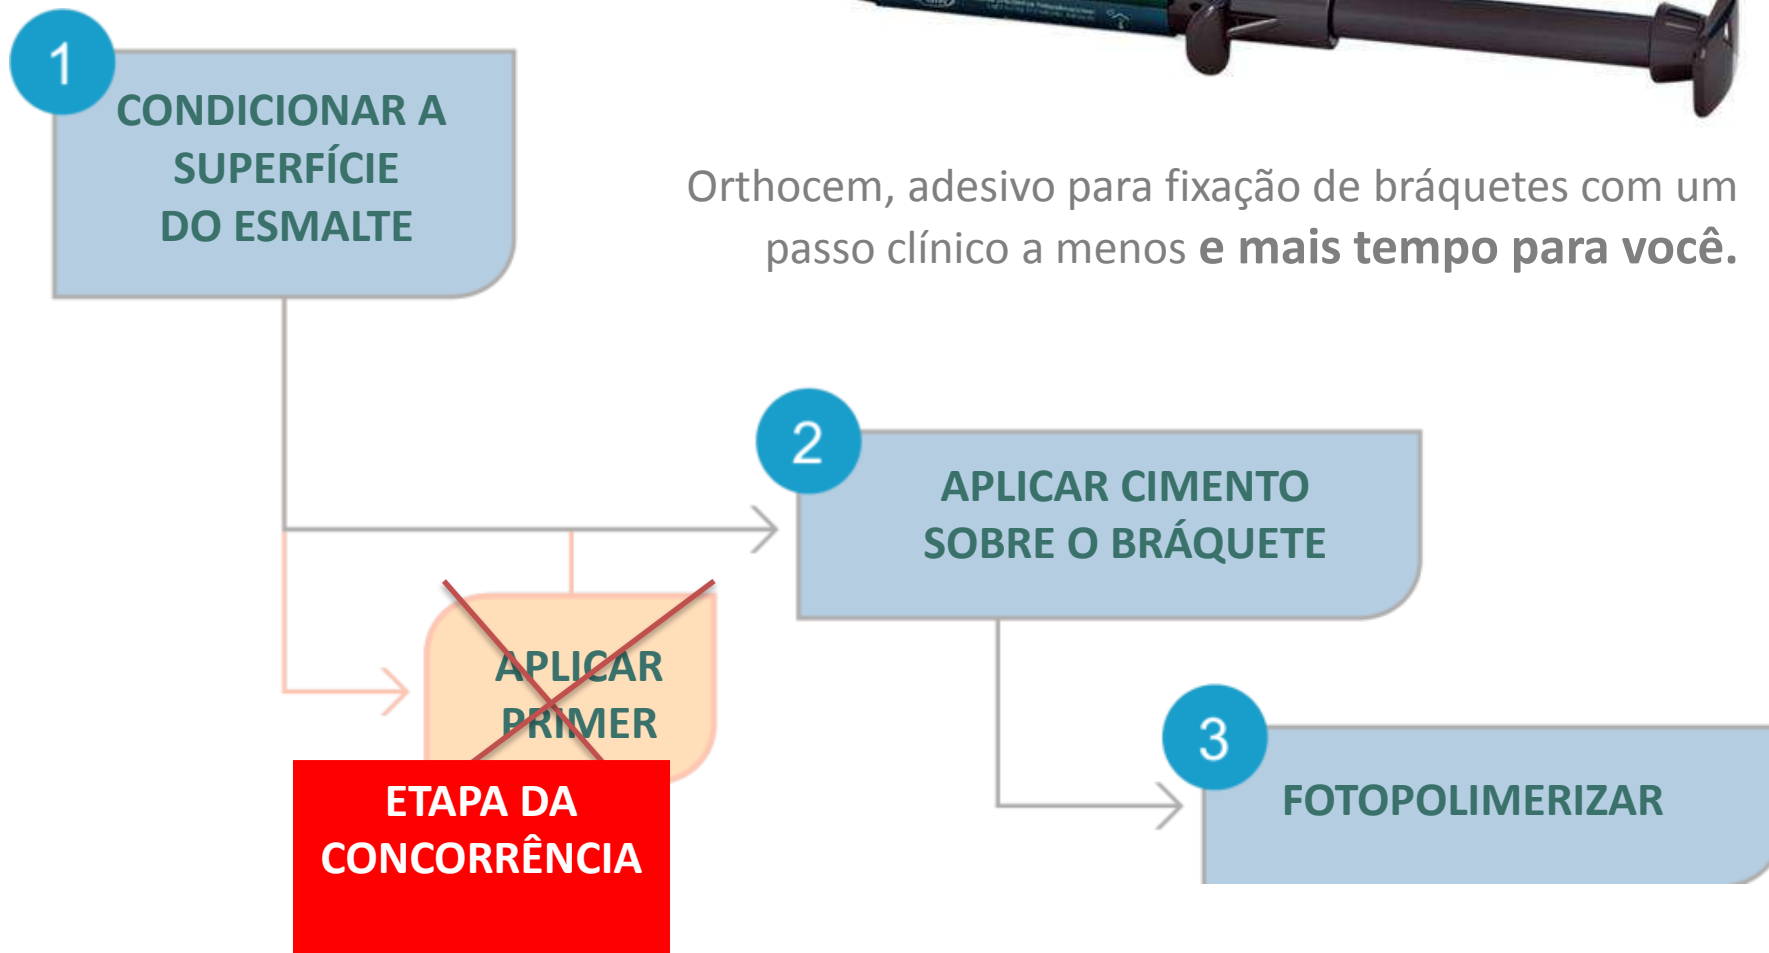 1
CONDICIONAR A
SUPERFÍCIE
DO ESMALTE
Orthocem, adesivo para fixação de bráquetes com um
passo clínico a menos e mais tempo para você.
2
APLICAR CIMENTO
SOBRE O BRÁQUETE
APLICAR
PRIMER
ETAPA DA
CONCORRÊNCIA
3
FOTOPOLIMERIZAR